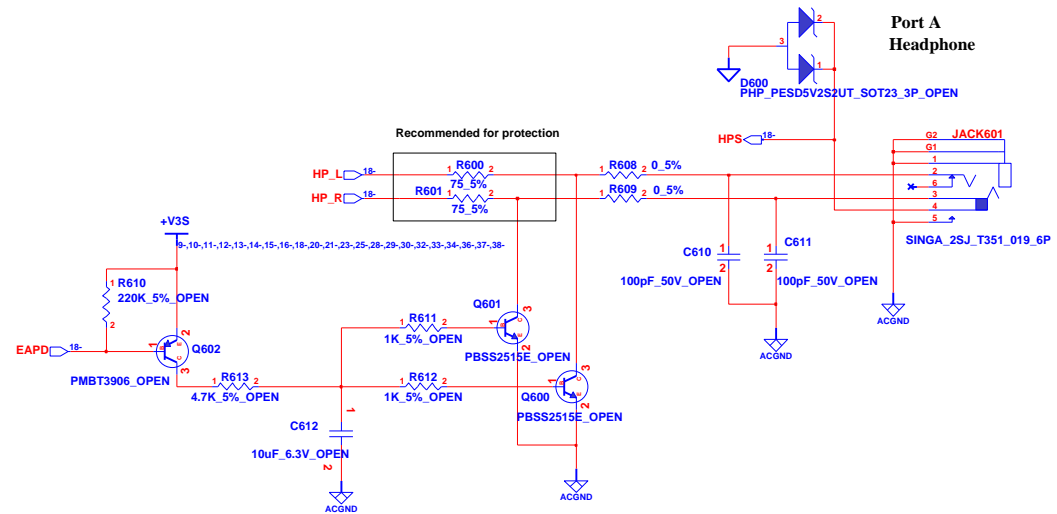 Port A
Headphone
2
3
1
D600
PHP_PESD5V2S2UT_SOT23_3P_OPEN
HPS 18-
G2 JACK601
G1
1
2
6
3
4
5
SINGA_2SJ_T351_019_6P
Recommended for protection
HP_L 18- 1 R600 2 1 R608 2 0_5%
75_5%
HP_R 18- R601 1 2 1 R609 2 0_5%
75_5%
+V3S
9-,10-,11-,12-,13-,14-,15-,16-,18-,20-,21-,23-,25-,28-,29-,30-,32-,33-,34-,36-,37-,38-
C610 1 2
100pF_50V_OPEN
C611 1 2
100pF_50V_OPEN
ACGND
ACGND
1 R610
220K_5%_OPEN
2
EAPD 18- 1 B E C 2 3
Q602
PMBT3906_OPEN
1 R613 2
4.7K_5%_OPEN
1 R611 2
1K_5%_OPEN
Q601
1 B C E 3 2
PBSS2515E_OPEN
1 R612 2
1K_5%_OPEN
Q600
1 B C E 3 2
PBSS2515E_OPEN
C612 1 2
10uF_6.3V_OPEN
ACGND
ACGND